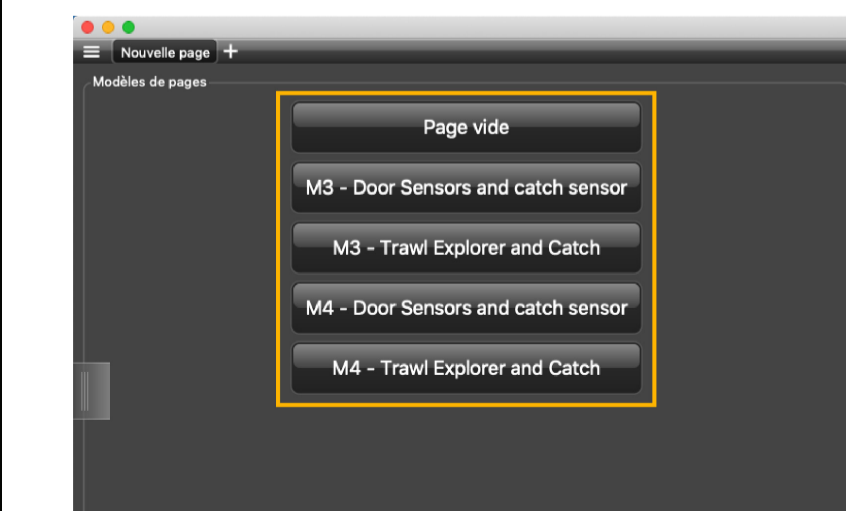 Nouvelle page
Modèles de pages
Page vide
M3 - Door Sensors and catch sensor
M3 - Trawl Explorer and Catch
M4 - Door Sensors and catch sensor
M4 - Trawl Explorer and Catch